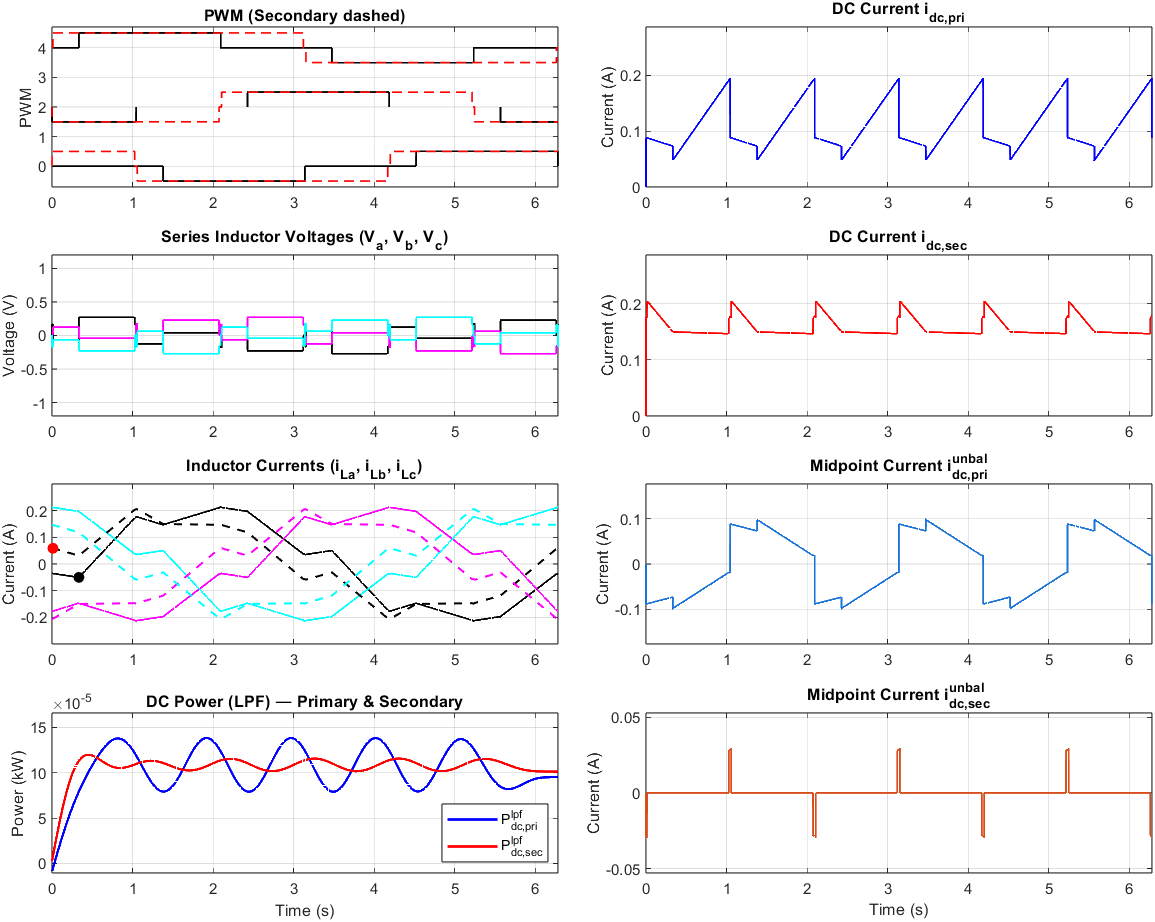 PWM (Secondary dashed)
PWM
4
3
2
1
0
0 1 2 3 4 5 6
DC Current i_dc,pri
Current (A)
0.2
0.1
0
0 1 2 3 4 5 6
Series Inductor Voltages (V_a, V_b, V_c)
Voltage (V)
1
0.5
0
-0.5
-1
0 1 2 3 4 5 6
DC Current i_dc,sec
Current (A)
0.2
0.1
0
0 1 2 3 4 5 6
Inductor Currents (i_La, i_Lb, i_Lc)
Current (A)
0.2
0.1
0
-0.1
-0.2
0 1 2 3 4 5 6
Midpoint Current i^unbal_dc,pri
Current (A)
0.1
0
-0.1
0 1 2 3 4 5 6
DC Power (LPF) — Primary & Secondary
×10^-5
Power (kW)
15
10
5
0
P^lpf_dc,pri
P^lpf_dc,sec
0 1 2 3 4 5 6
Time (s)
Midpoint Current i^unbal_dc,sec
Current (A)
0.05
0
-0.05
0 1 2 3 4 5 6
Time (s)